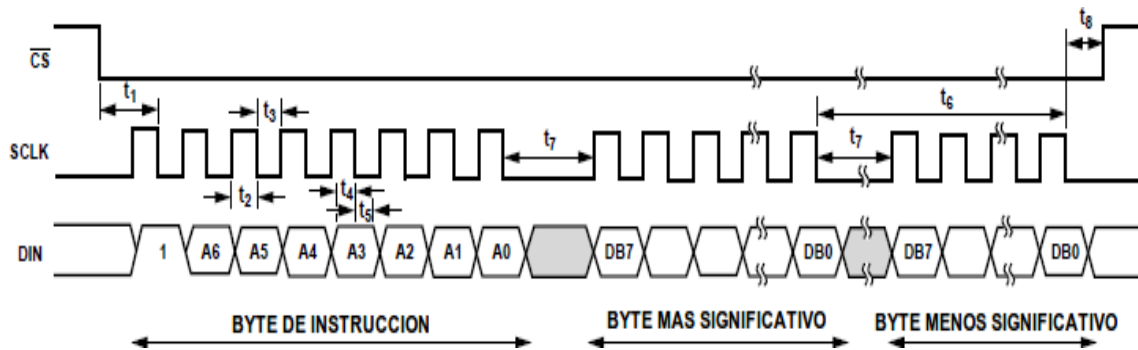 t8
CS
t1
t3
t6
SCLK
t7
t7
t2
t4
t5
DIN
1 A6 A5 A4 A3 A2 A1 A0 DB7 DB0 DB7 DB0
BYTE DE INSTRUCCION
BYTE MAS SIGNIFICATIVO
BYTE MENOS SIGNIFICATIVO